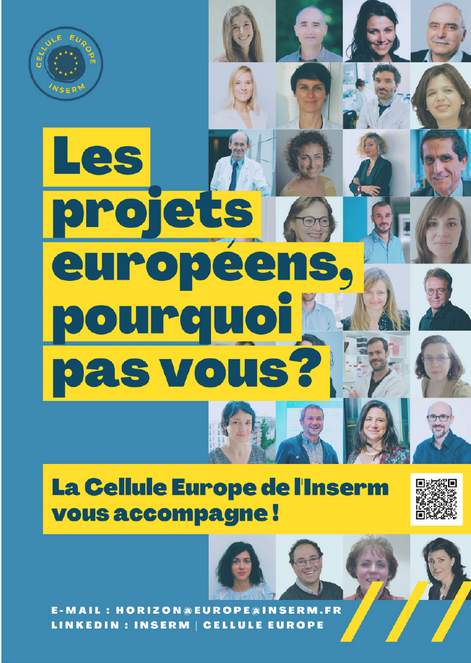 CELLULE EUROPE
INSERM
Les
projets
européens,
pourquoi
pas vous?
La Cellule Europe de l'Inserm
vous accompagne !
E-MAIL : HORIZON@EUROPE@INSERM.FR
LINKEDIN : INSERM | CELLULE EUROPE